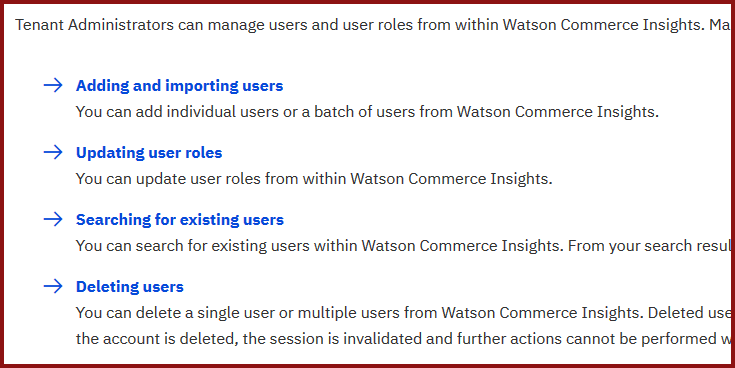 Tenant Administrators can manage users and user roles from within Watson Commerce Insights. Ma
Adding and importing users
You can add individual users or a batch of users from Watson Commerce Insights.
Updating user roles
You can update user roles from within Watson Commerce Insights.
Searching for existing users
You can search for existing users within Watson Commerce Insights. From your search resul
Deleting users
You can delete a single user or multiple users from Watson Commerce Insights. Deleted use
the account is deleted, the session is invalidated and further actions cannot be performed w